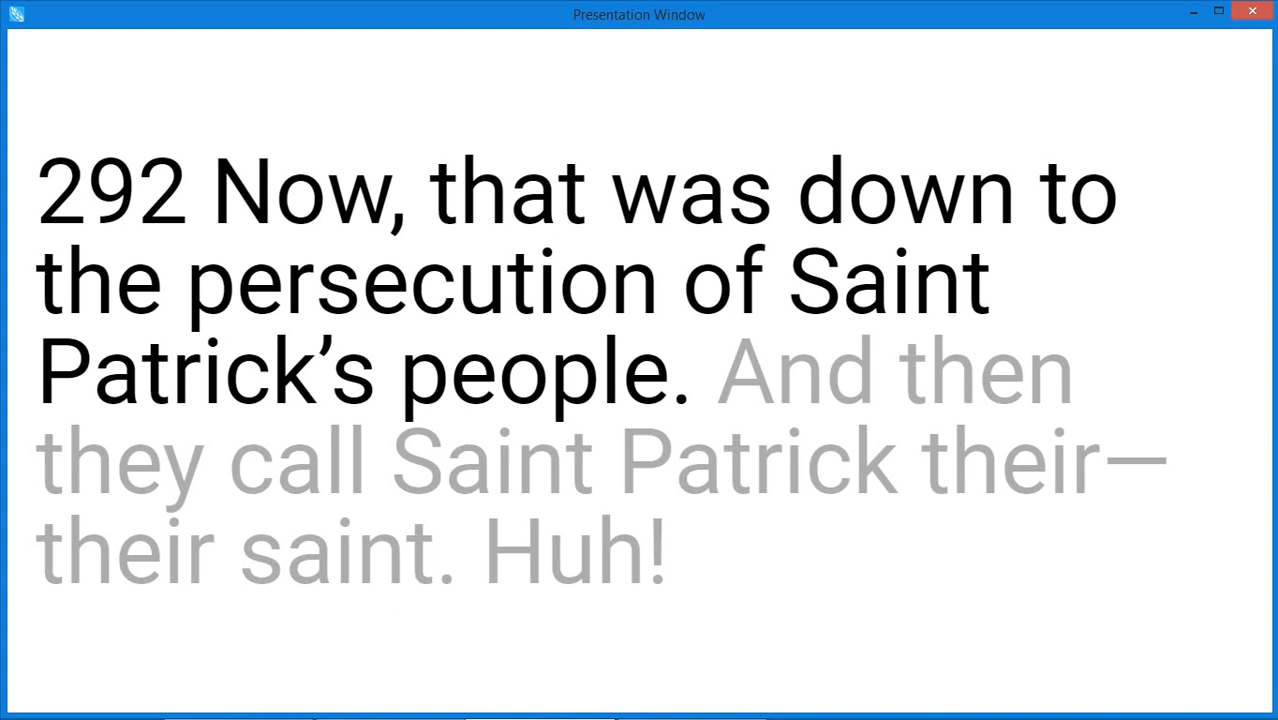 Presentation Window
292 Now, that was down to
the persecution of Saint
Patrick’s people. And then
they call Saint Patrick their—
their saint. Huh!